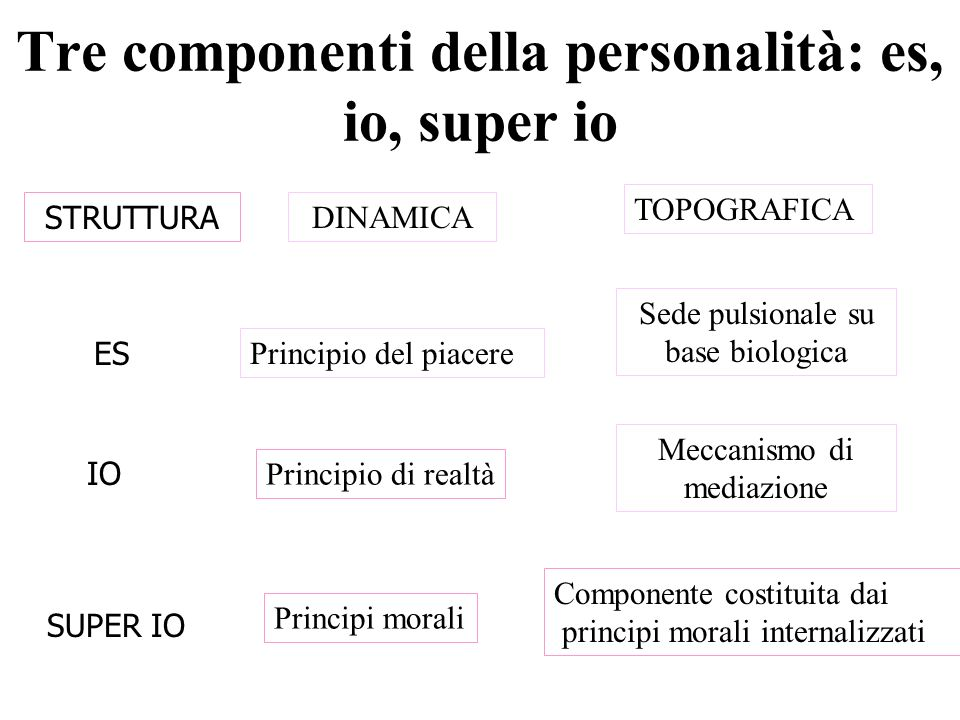 Tre componenti della personalità: es,
io, super io
STRUTTURA
DINAMICA
TOPOGRAFICA
ES
Principio del piacere
Sede pulsionale su
base biologica
IO
Principio di realtà
Meccanismo di
mediazione
SUPER IO
Principi morali
Componente costituita dai
principi morali internalizzati